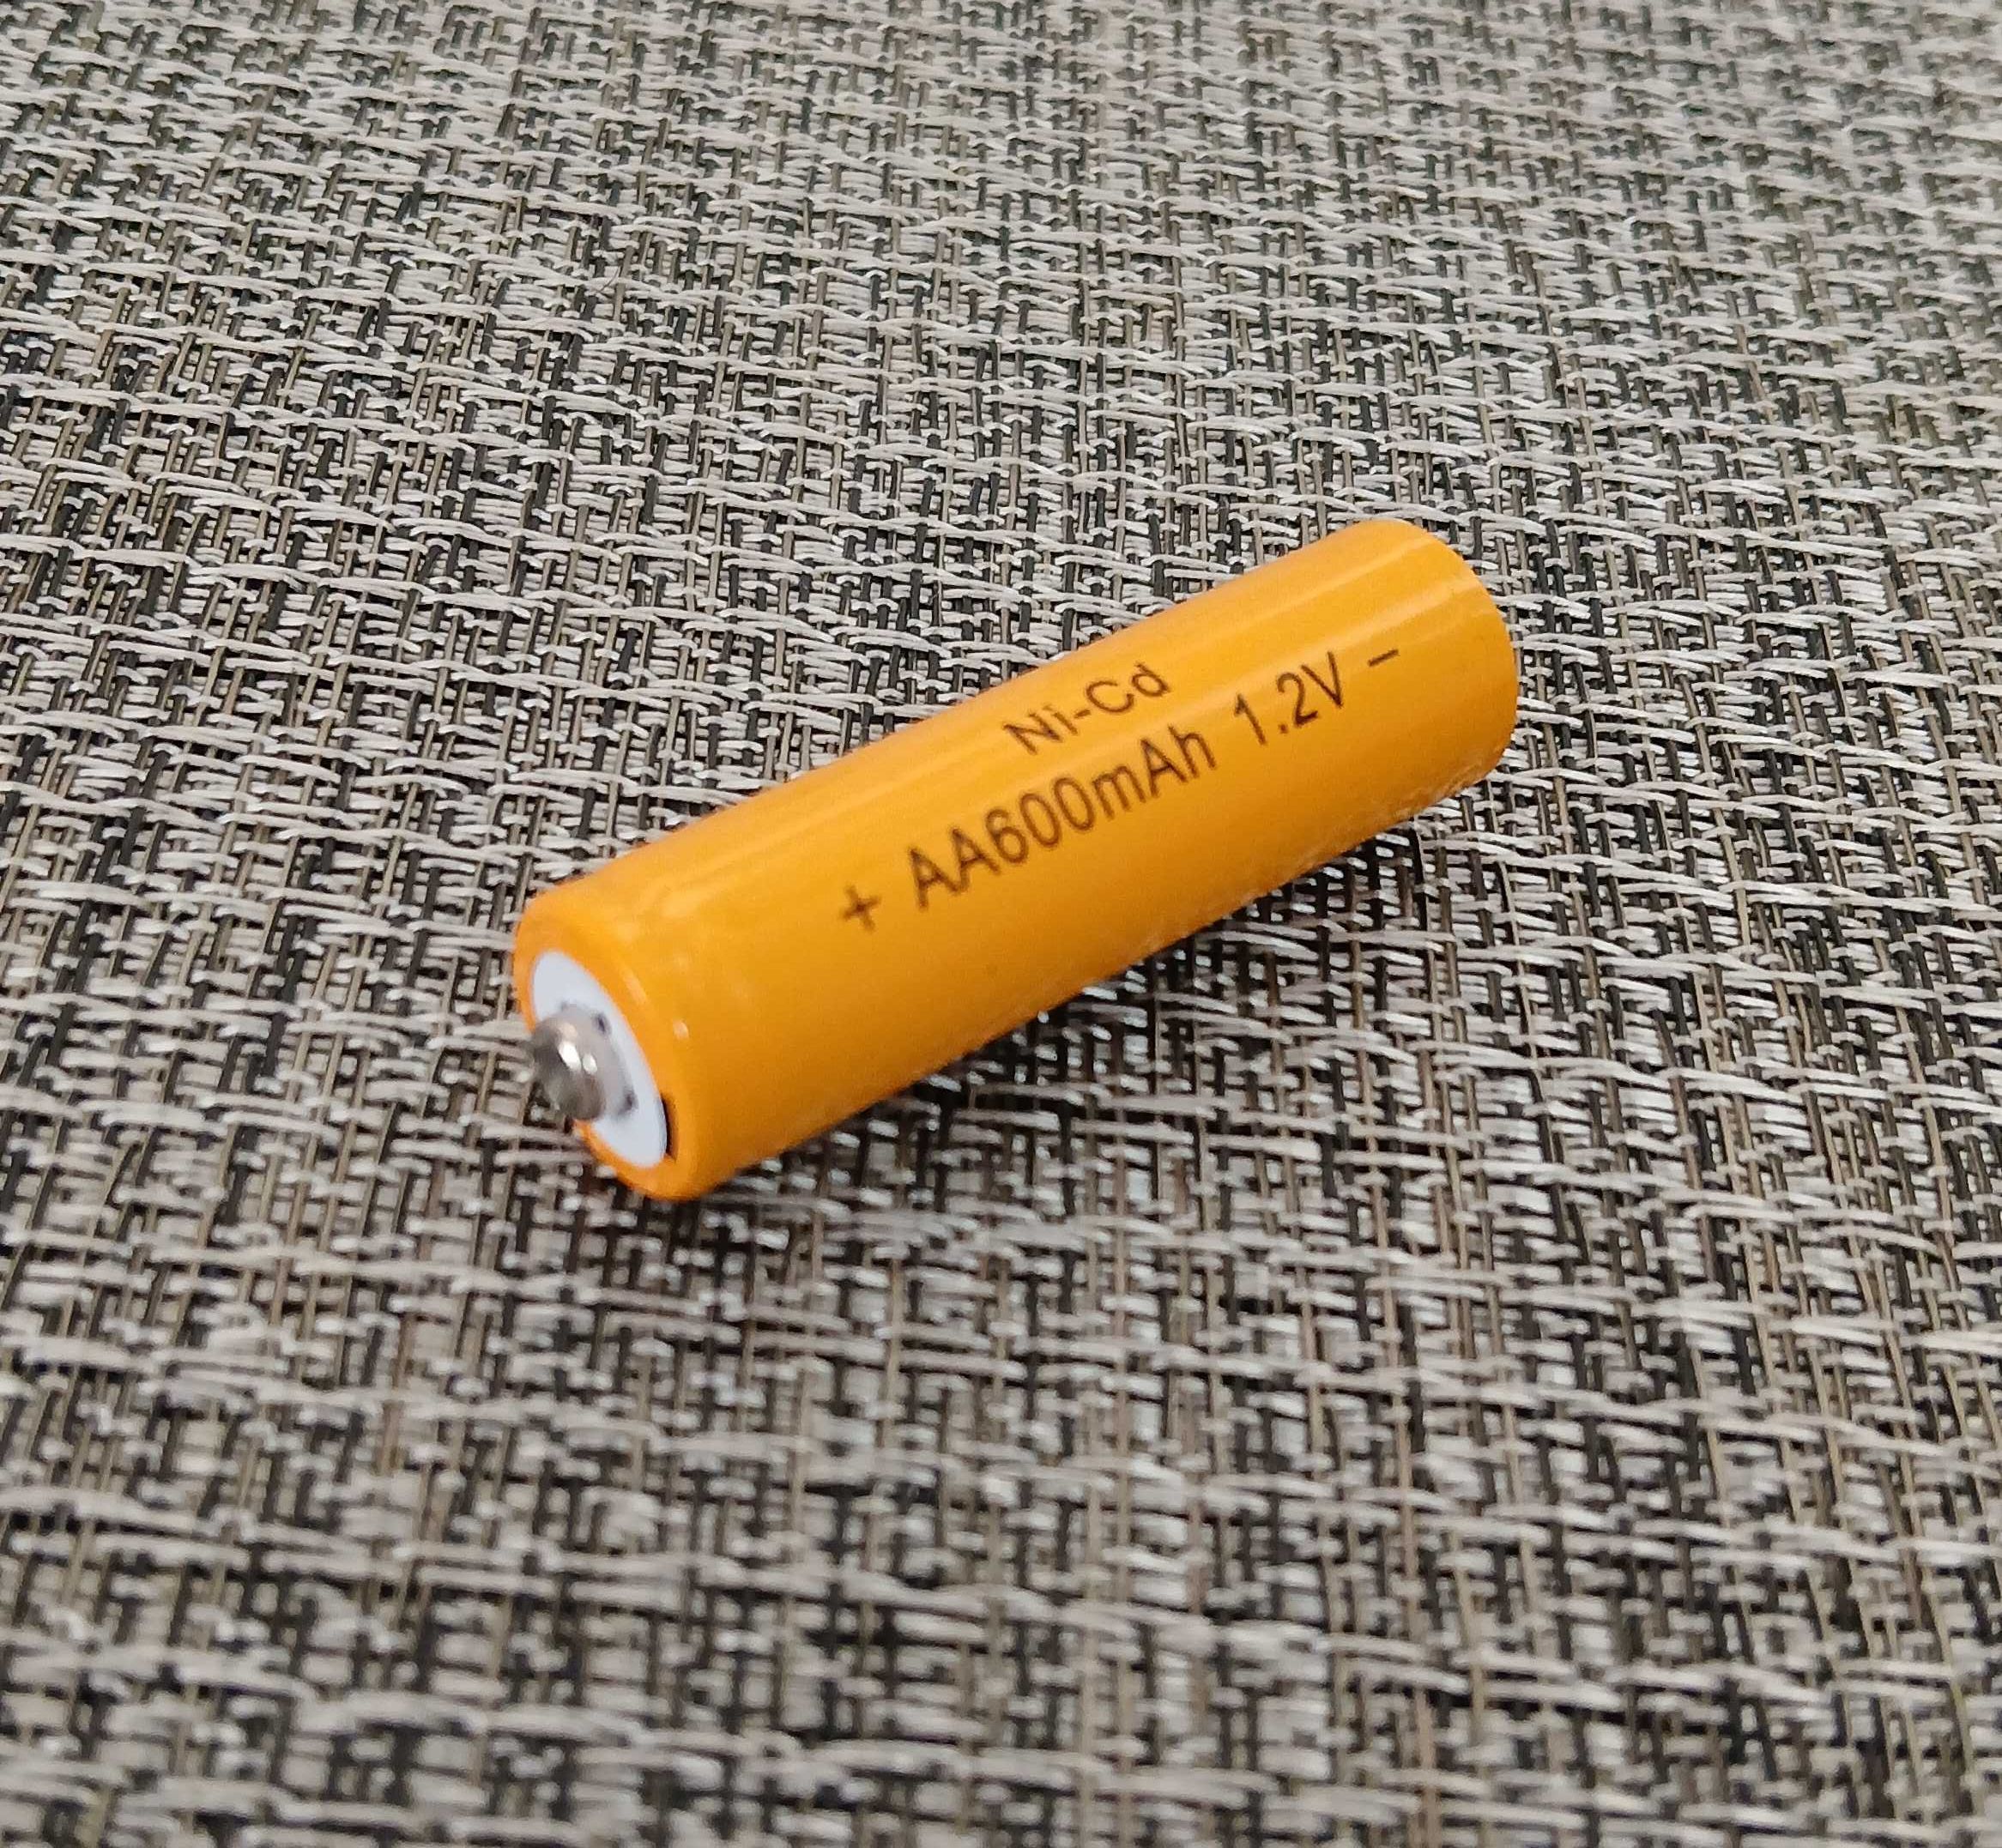 Ni-Cd
+ AA600mAh 1.2V −